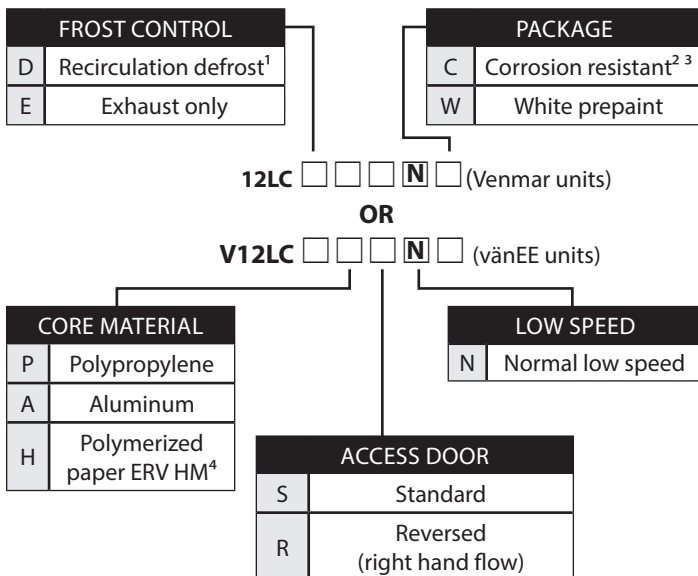 FROST CONTROL
D Recirculation defrost¹
E Exhaust only
PACKAGE
C Corrosion resistant² ³
W White prepaint
12LC □ □ □ N □ (Venmar units)
OR
V12LC □ □ □ N □ (vänEE units)
CORE MATERIAL
P Polypropylene
A Aluminum
H Polymerized
paper ERV HM⁴
LOW SPEED
N Normal low speed
ACCESS DOOR
S Standard
R Reversed
(right hand flow)